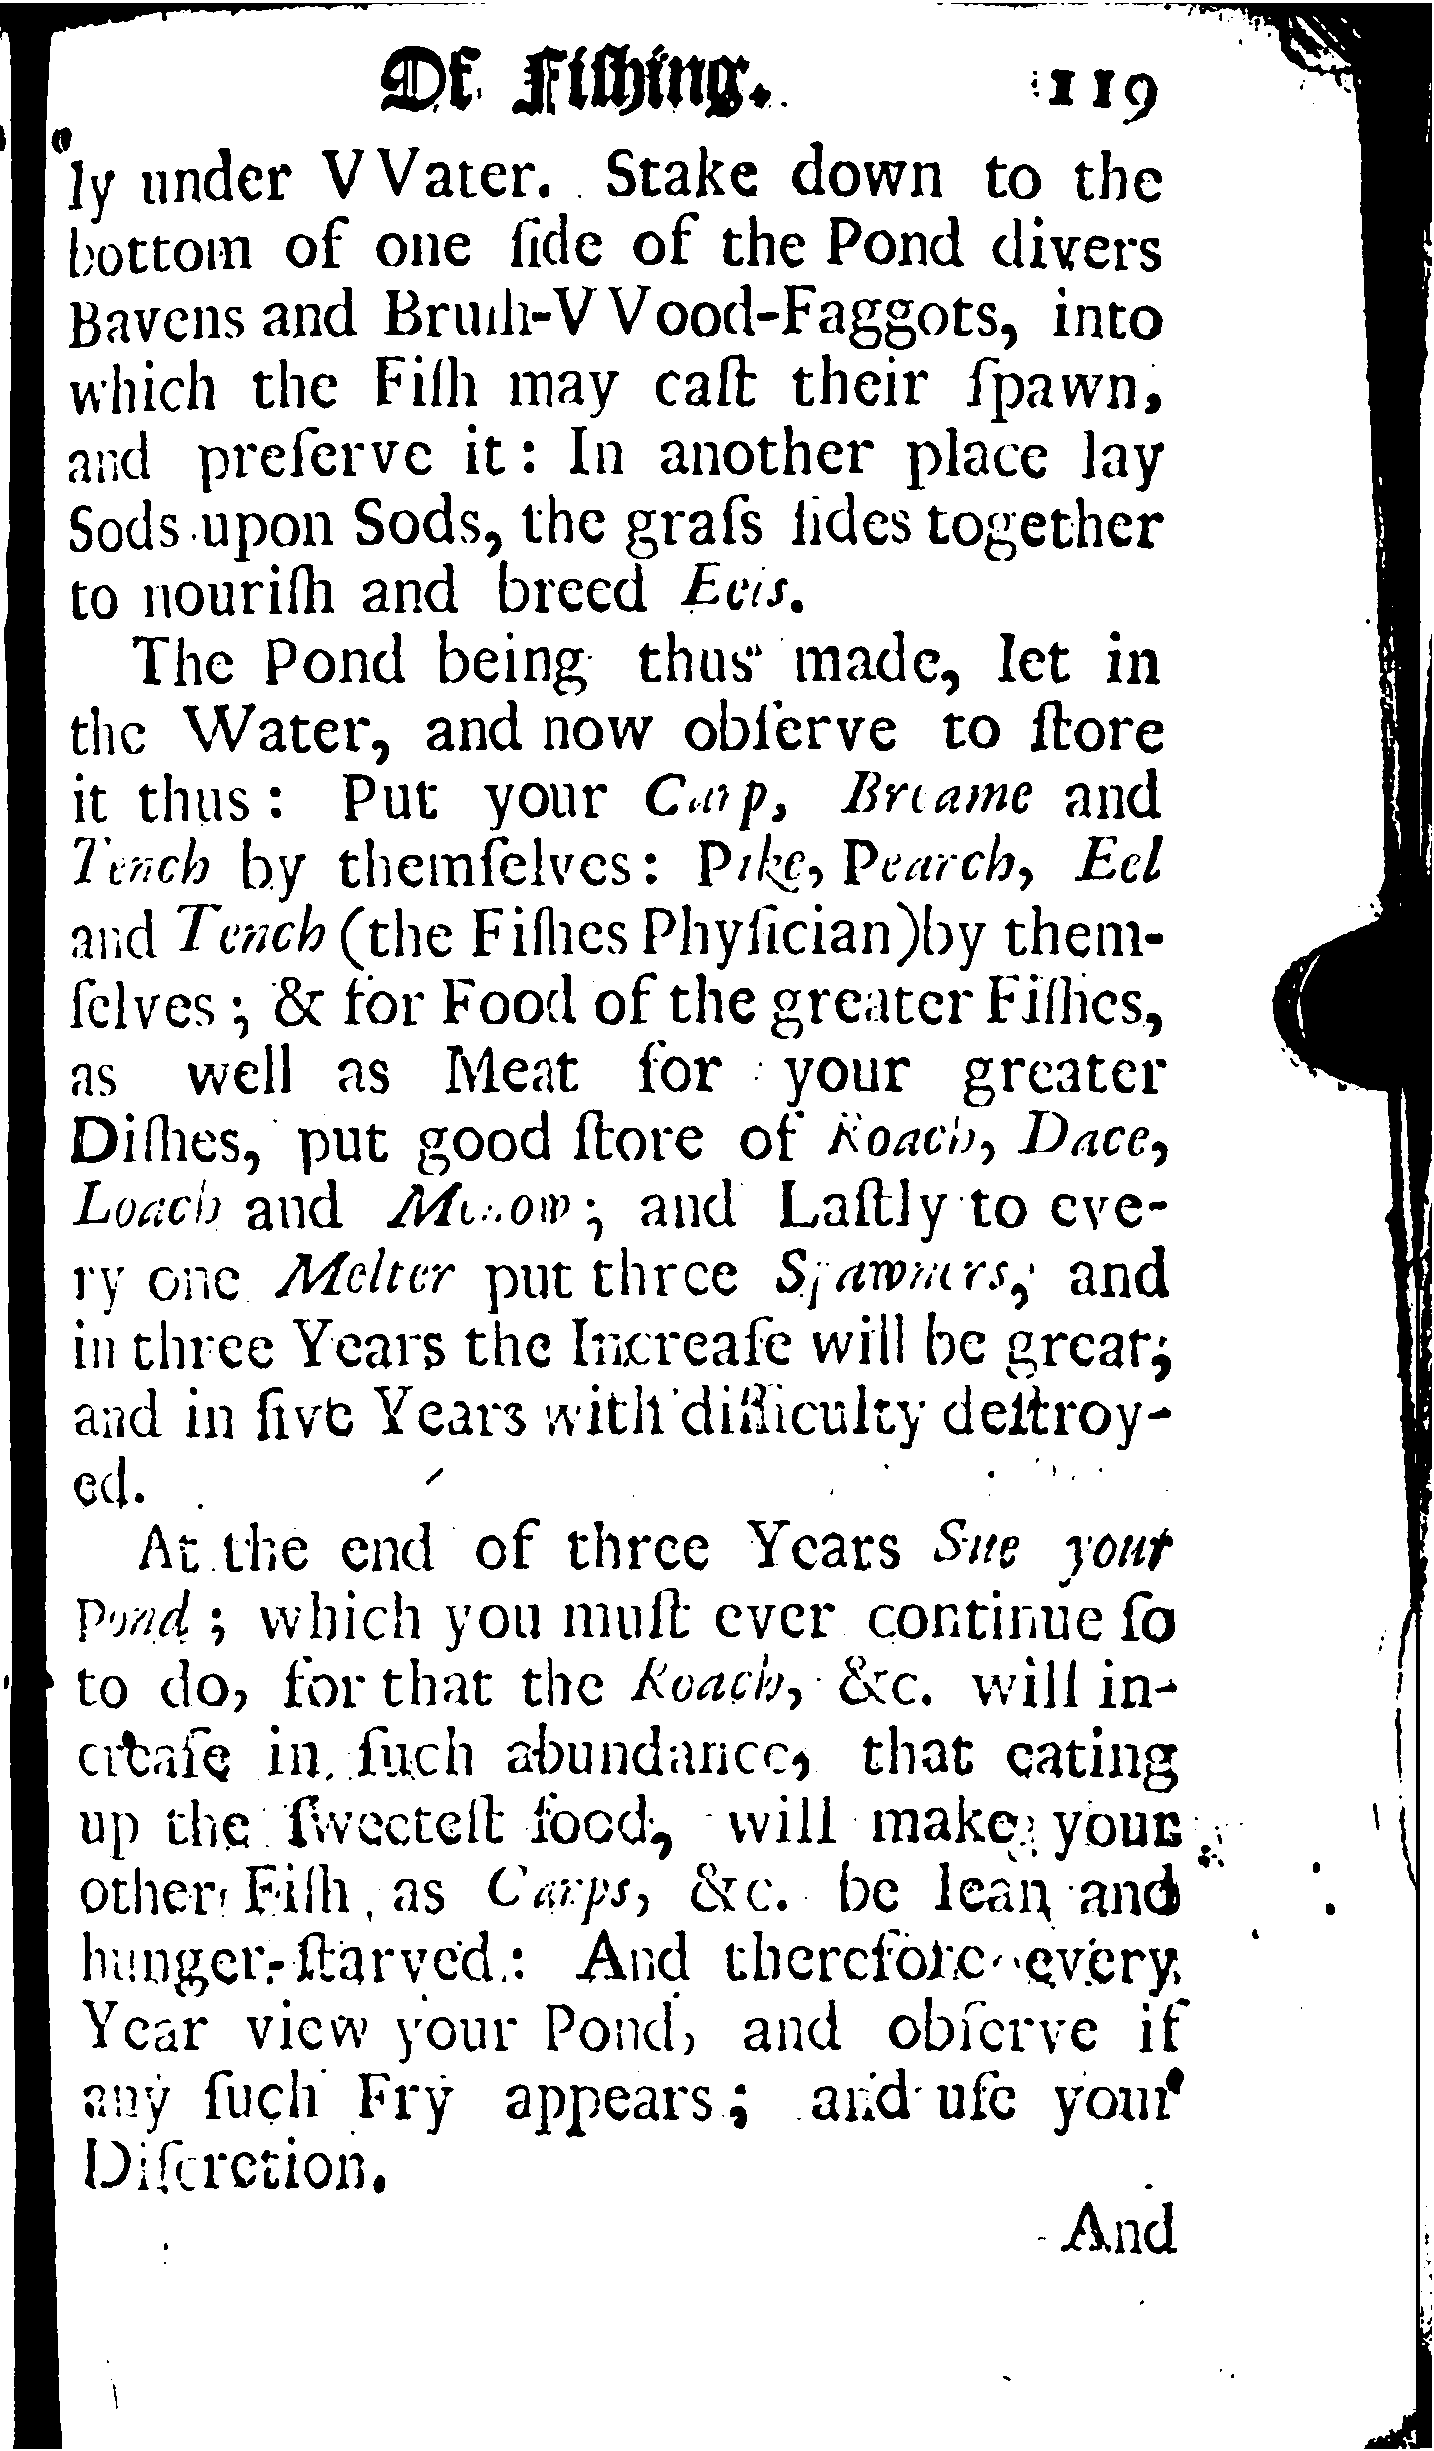 Of Fiſhing. 119
ly under VVater. Stake down to the
bottom of one ſide of the Pond divers
Bavens and Bruſh-VVood-Faggots, into
which the Fiſh may caſt their ſpawn,
and preſerve it: In another place lay
Sods upon Sods, the graſs ſides together
to nouriſh and breed Eels.
The Pond being thus made, let in
the Water, and now obſerve to ſtore
it thus: Put your Carp, Breame and
Tench by themſelves: Pike, Pearch, Eel
and Tench (the Fiſhes Phyſician)by them-
ſelves; & for Food of the greater Fiſhes,
as well as Meat for your greater
Diſhes, put good ſtore of Roach, Dace,
Loach and Menow; and Laſtly to eve-
ry one Melter put three Spawners, and
in three Years the Increaſe will be great;
and in five Years with difficulty deſtroy-
ed.
At the end of three Years Sue your
Pond; which you muſt ever continue ſo
to do, for that the Roach, &c. will in-
creaſe in ſuch abundance, that eating
up the ſweeteſt food, will make your
other Fiſh, as Carps, &c. be lean and
hunger-ſtarved: And therefore every
Year view your Pond, and obſerve if
any ſuch Fry appears; and uſe your
Diſcretion.
And